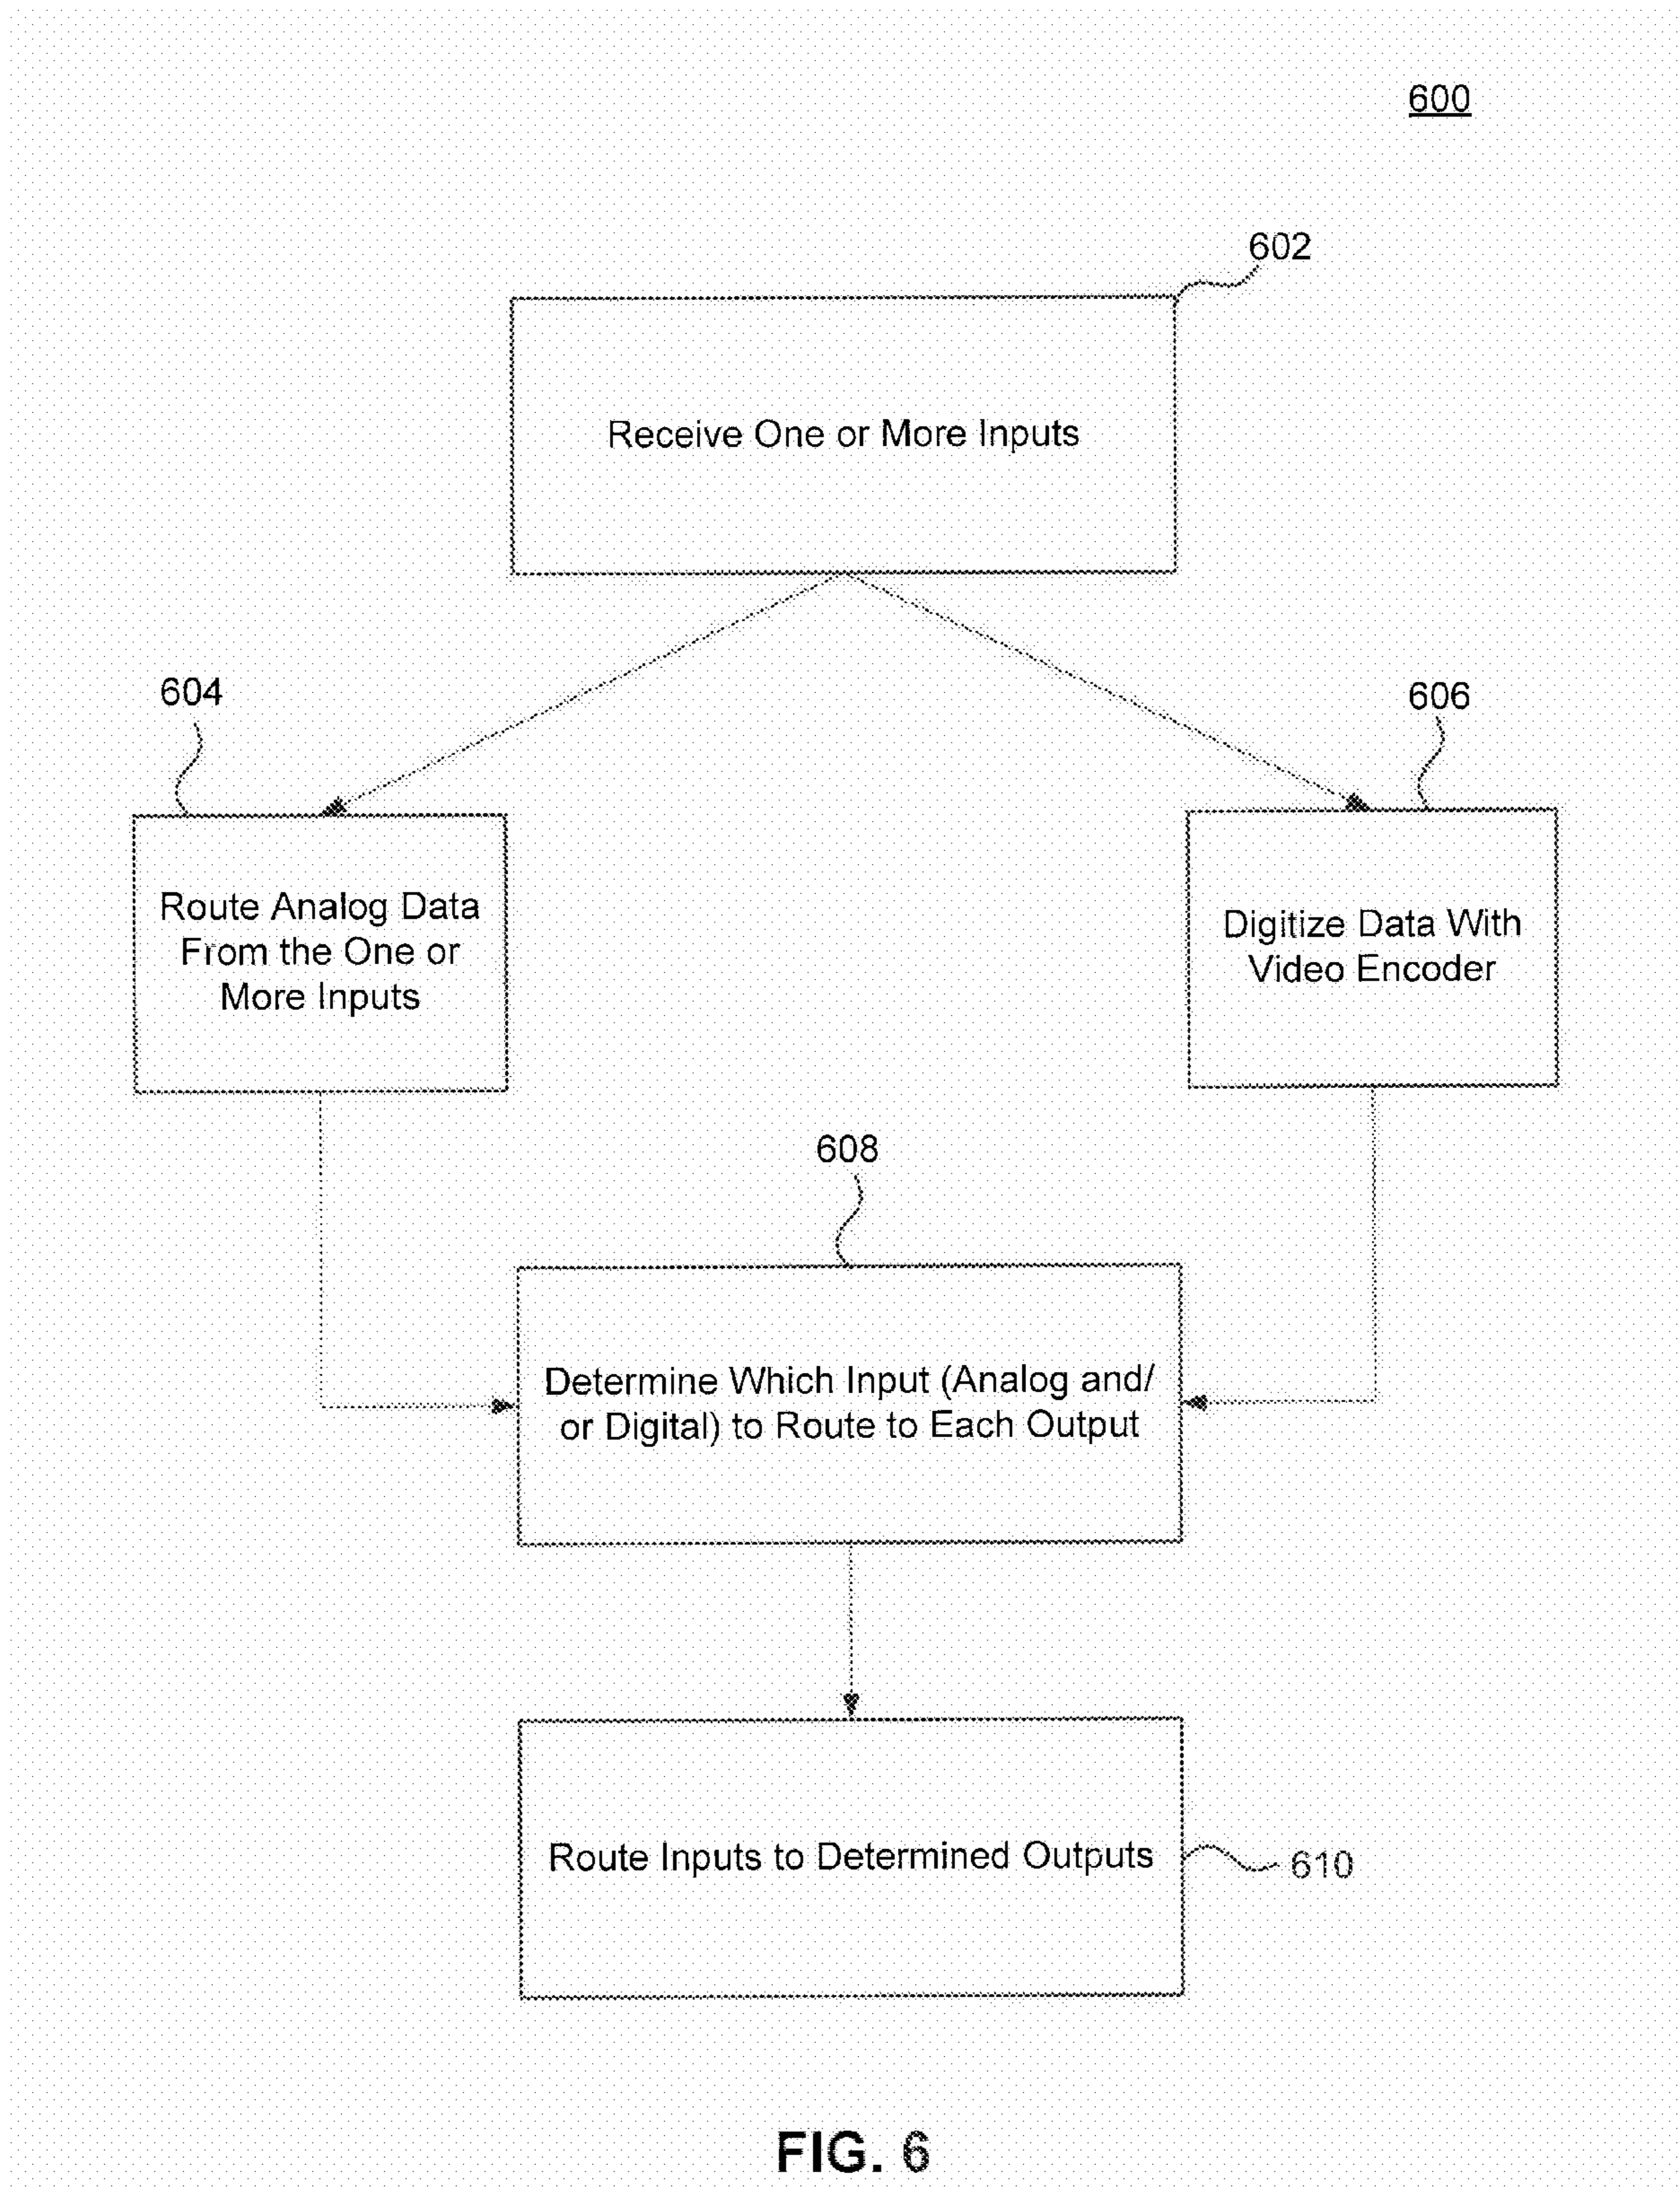 600
602
Receive One or More Inputs
604
606
Route Analog Data
From the One or
More Inputs
Digitize Data With
Video Encoder
608
Determine Which Input (Analog and/
or Digital) to Route to Each Output
Route Inputs to Determined Outputs
610
FIG. 6